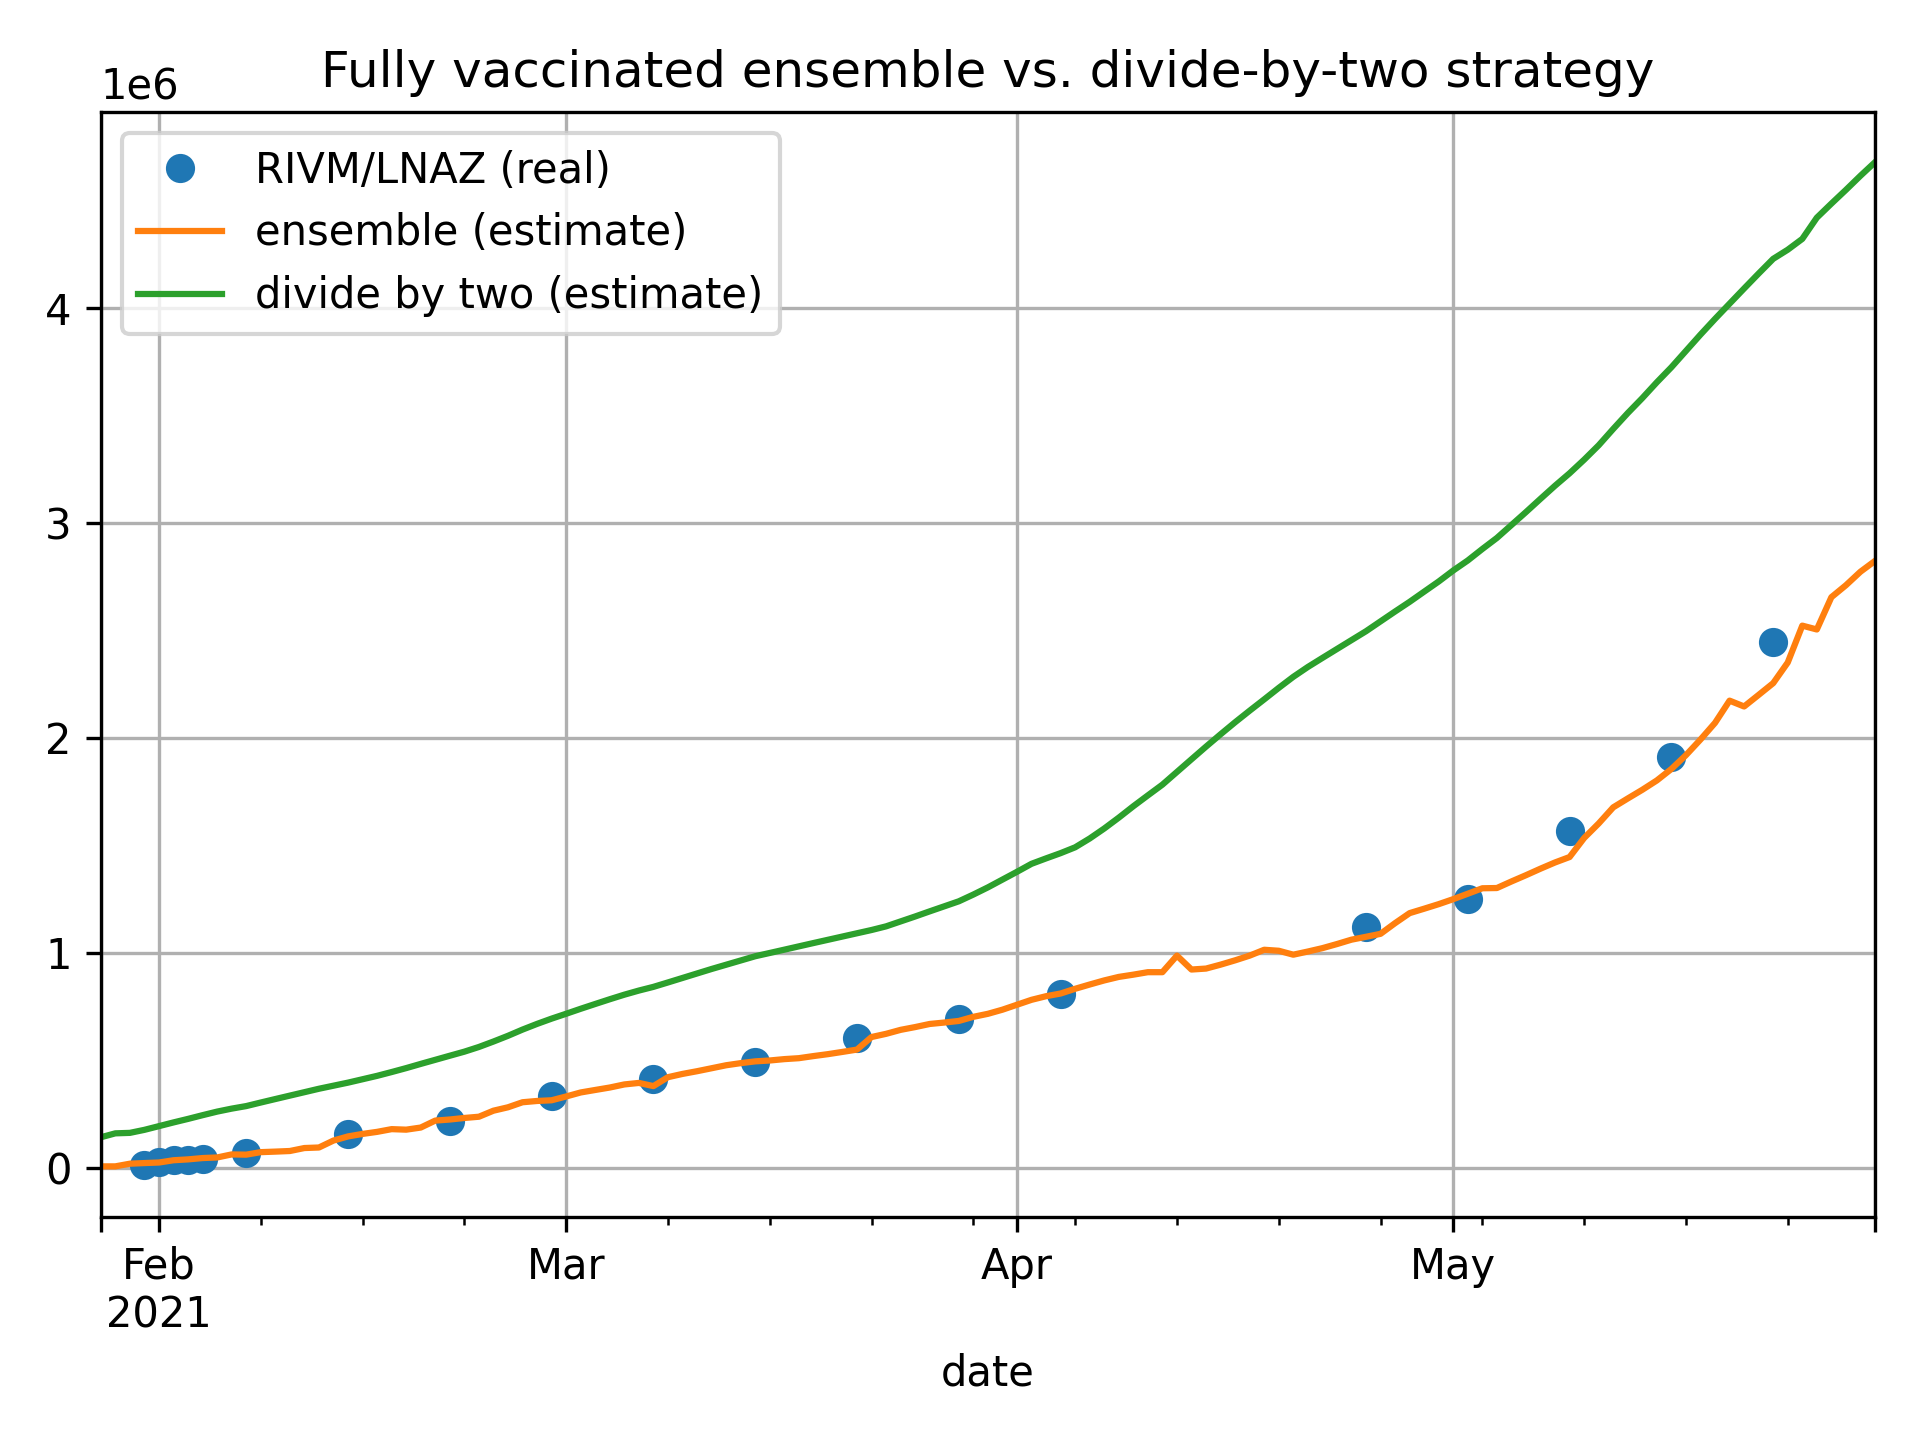 Fully vaccinated ensemble vs. divide-by-two strategy
1e6
RIVM/LNAZ (real)
ensemble (estimate)
divide by two (estimate)
4
3
2
1
0
Feb Mar Apr May
2021
date